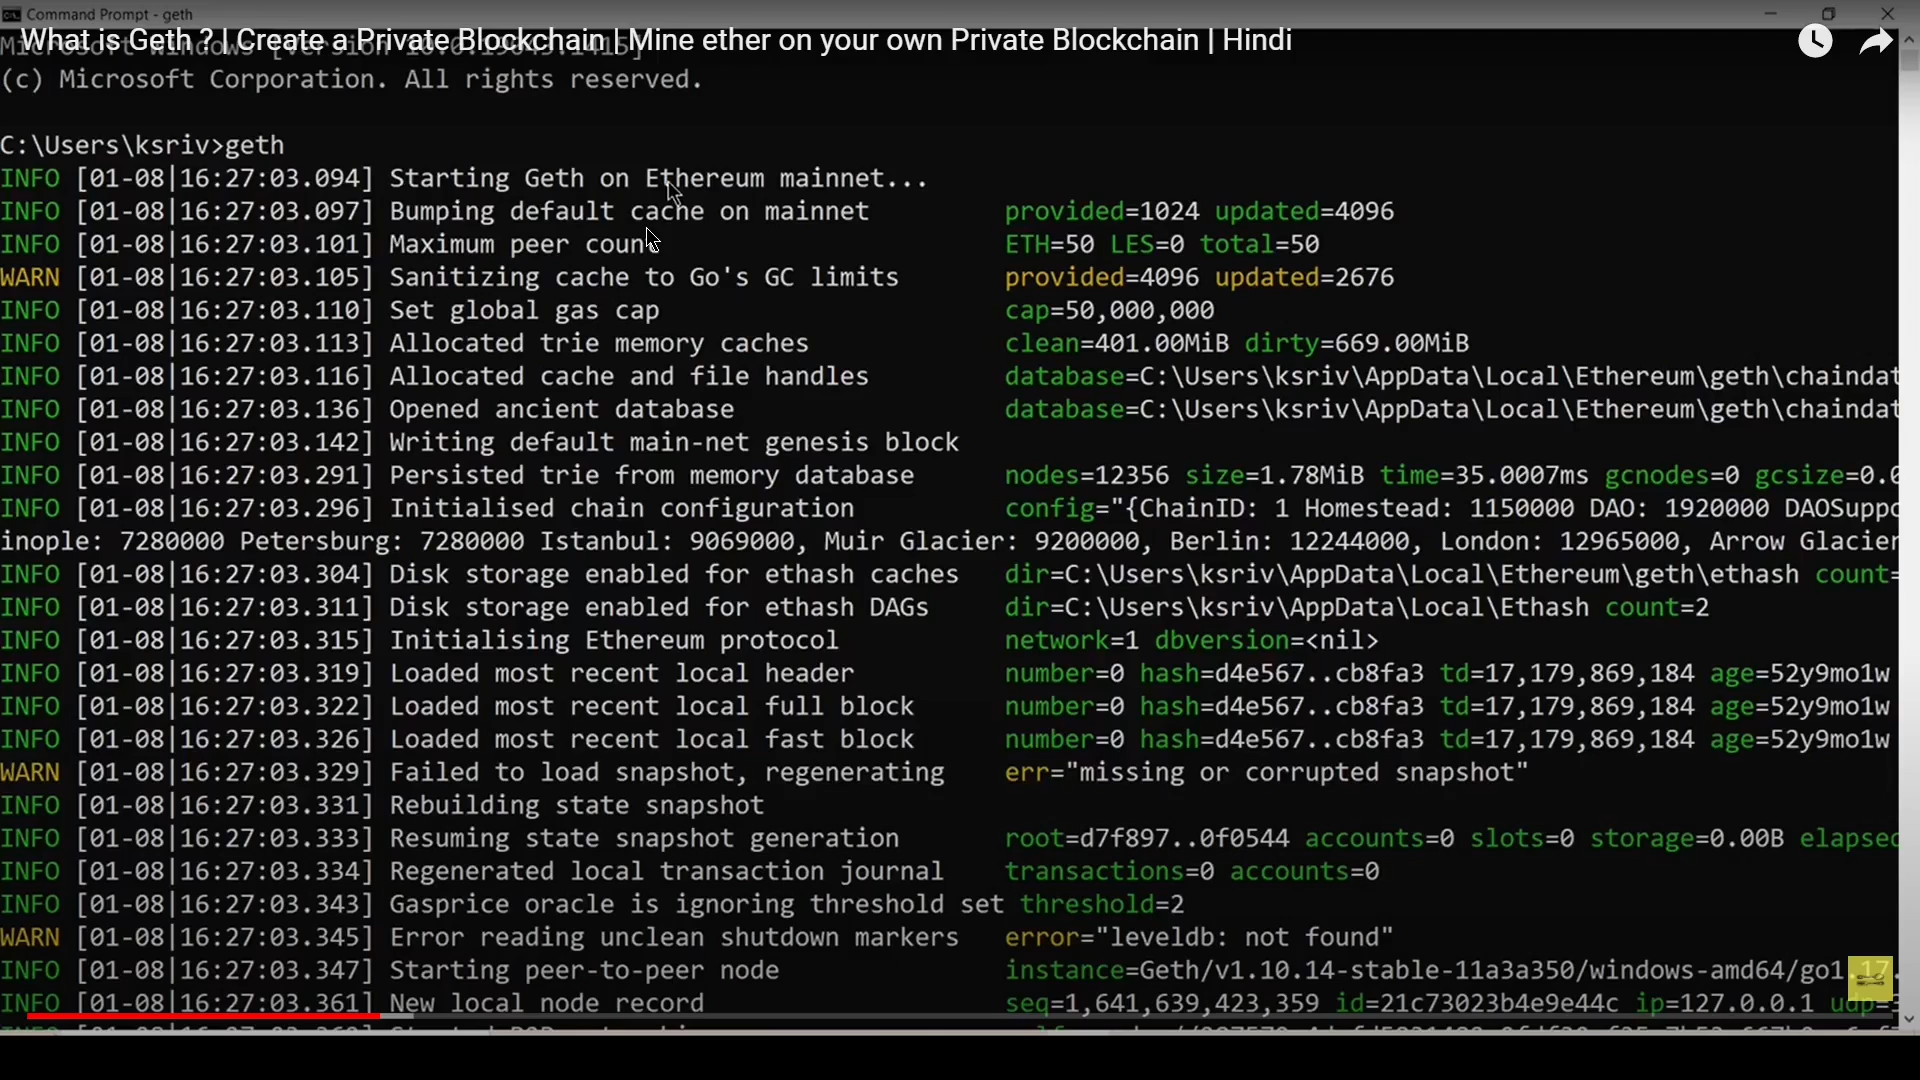 Command Prompt - geth
What is Geth ? | Create a Private Blockchain | Mine ether on your own Private Blockchain | Hindi
(c) Microsoft Corporation. All rights reserved.
C:\Users\ksriv>geth
INFO [01-08|16:27:03.094] Starting Geth on Ethereum mainnet...
INFO [01-08|16:27:03.097] Bumping default cache on mainnet provided=1024 updated=4096
INFO [01-08|16:27:03.101] Maximum peer count ETH=50 LES=0 total=50
WARN [01-08|16:27:03.105] Sanitizing cache to Go's GC limits provided=4096 updated=2676
INFO [01-08|16:27:03.110] Set global gas cap cap=50,000,000
INFO [01-08|16:27:03.113] Allocated trie memory caches clean=401.00MiB dirty=669.00MiB
INFO [01-08|16:27:03.116] Allocated cache and file handles database=C:\Users\ksriv\AppData\Local\Ethereum\geth\chaindat
INFO [01-08|16:27:03.136] Opened ancient database database=C:\Users\ksriv\AppData\Local\Ethereum\geth\chaindat
INFO [01-08|16:27:03.142] Writing default main-net genesis block
INFO [01-08|16:27:03.291] Persisted trie from memory database nodes=12356 size=1.78MiB time=35.0007ms gcnodes=0 gcsize=0.0
INFO [01-08|16:27:03.296] Initialised chain configuration config="{ChainID: 1 Homestead: 1150000 DAO: 1920000 DAOSuppo
inople: 7280000 Petersburg: 7280000 Istanbul: 9069000, Muir Glacier: 9200000, Berlin: 12244000, London: 12965000, Arrow Glacier
INFO [01-08|16:27:03.304] Disk storage enabled for ethash caches dir=C:\Users\ksriv\AppData\Local\Ethereum\geth\ethash count=
INFO [01-08|16:27:03.311] Disk storage enabled for ethash DAGs dir=C:\Users\ksriv\AppData\Local\Ethash count=2
INFO [01-08|16:27:03.315] Initialising Ethereum protocol network=1 dbversion=<nil>
INFO [01-08|16:27:03.319] Loaded most recent local header number=0 hash=d4e567..cb8fa3 td=17,179,869,184 age=52y9mo1w
INFO [01-08|16:27:03.322] Loaded most recent local full block number=0 hash=d4e567..cb8fa3 td=17,179,869,184 age=52y9mo1w
INFO [01-08|16:27:03.326] Loaded most recent local fast block number=0 hash=d4e567..cb8fa3 td=17,179,869,184 age=52y9mo1w
WARN [01-08|16:27:03.329] Failed to load snapshot, regenerating err="missing or corrupted snapshot"
INFO [01-08|16:27:03.331] Rebuilding state snapshot
INFO [01-08|16:27:03.333] Resuming state snapshot generation root=d7f897..0f0544 accounts=0 slots=0 storage=0.00B elapsed
INFO [01-08|16:27:03.334] Regenerated local transaction journal transactions=0 accounts=0
INFO [01-08|16:27:03.343] Gasprice oracle is ignoring threshold set threshold=2
WARN [01-08|16:27:03.345] Error reading unclean shutdown markers error="leveldb: not found"
INFO [01-08|16:27:03.347] Starting peer-to-peer node instance=Geth/v1.10.14-stable-11a3a350/windows-amd64/go1.17.
INFO [01-08|16:27:03.361] New local node record seq=1,641,639,423,359 id=21c73023b4e9e44c ip=127.0.0.1 udp=3